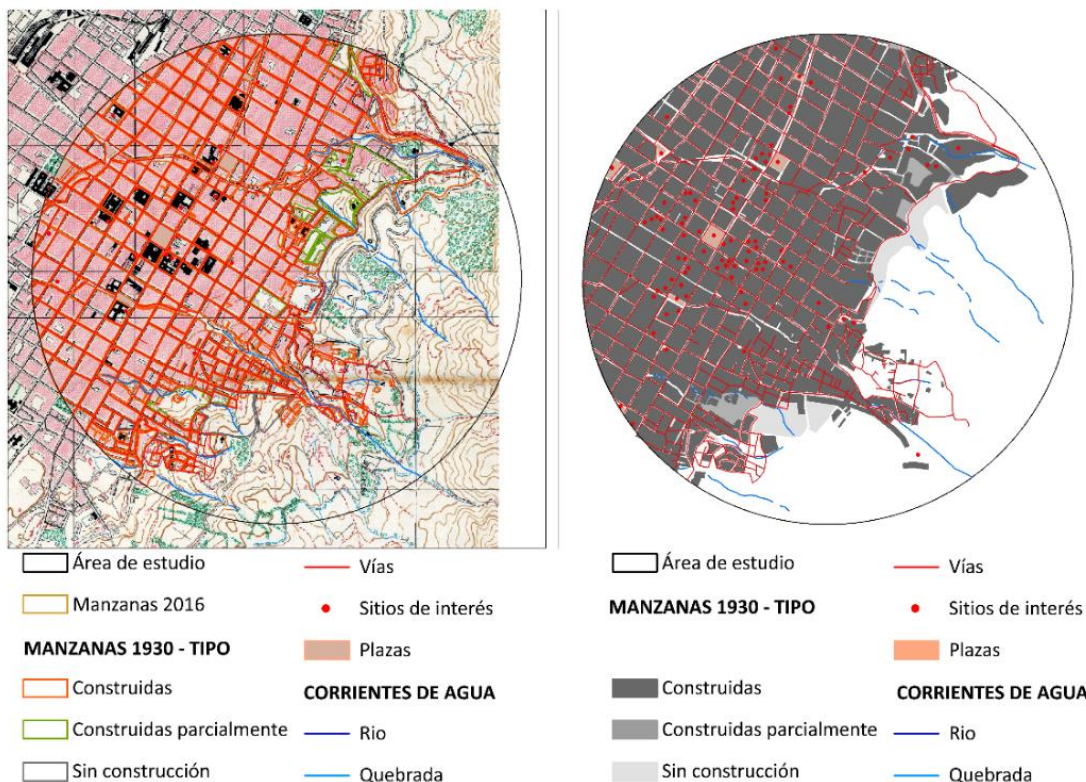 Área de estudio
Manzanas 2016
MANZANAS 1930 - TIPO
Construidas
Construidas parcialmente
Sin construcción
Vías
Sitios de interés
Plazas
CORRIENTES DE AGUA
Rio
Quebrada
Área de estudio
MANZANAS 1930 - TIPO
Construidas
Construidas parcialmente
Sin construcción
Vías
Sitios de interés
Plazas
CORRIENTES DE AGUA
Rio
Quebrada